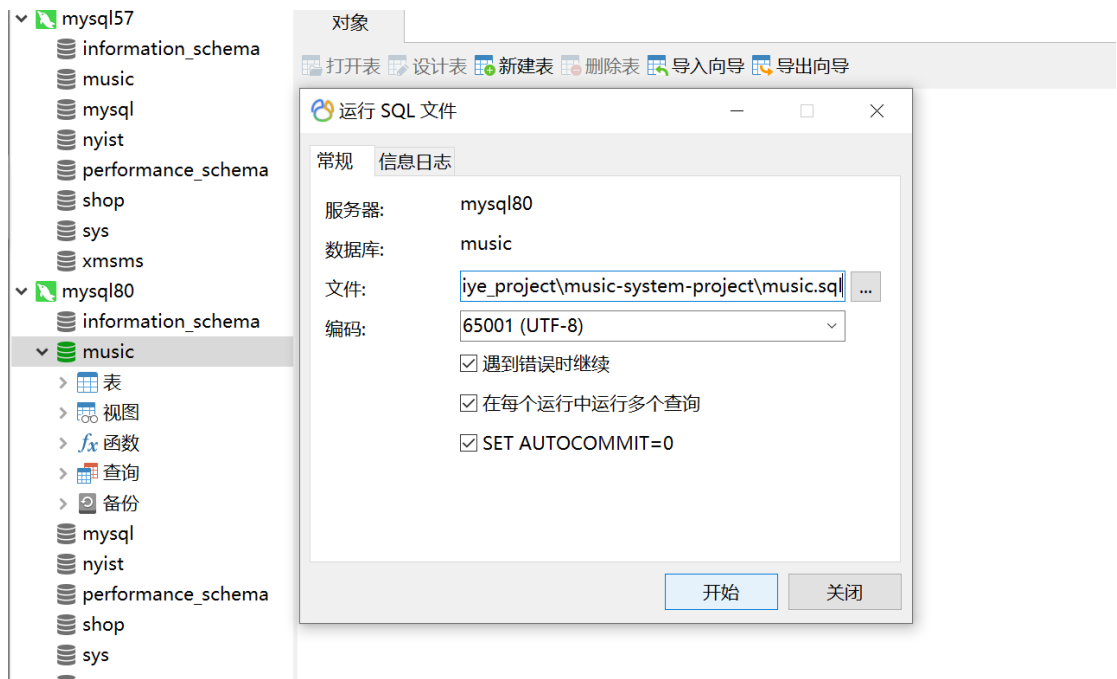 mysql57
information_schema
music
mysql
nyist
performance_schema
shop
sys
xmsms
mysql80
information_schema
music
表
视图
fx 函数
查询
备份
mysql
nyist
performance_schema
shop
sys
对象
打开表 设计表 新建表 删除表 导入向导 导出向导
运行 SQL 文件
常规 信息日志
服务器: mysql80
数据库: music
文件: iye_project\music-system-project\music.sql ...
编码: 65001 (UTF-8)
遇到错误时继续
在每个运行中运行多个查询
SET AUTOCOMMIT=0
开始 关闭